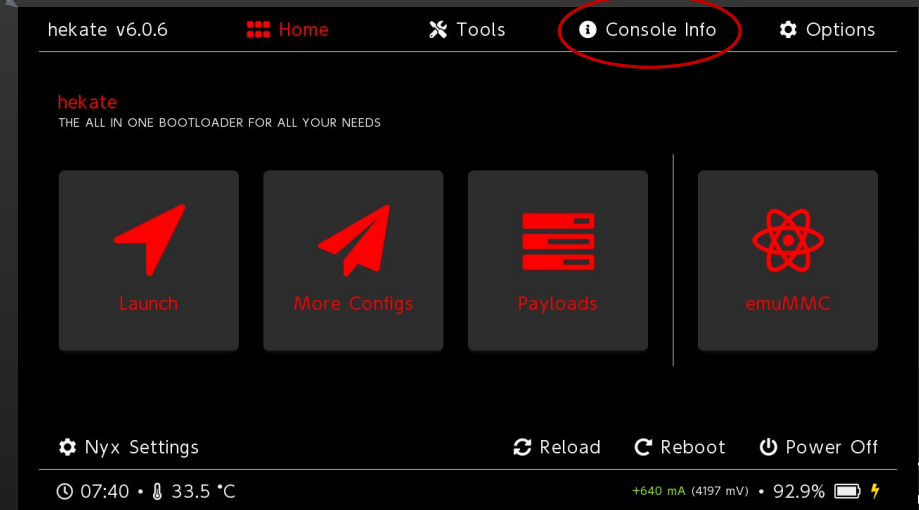 hekate v6.0.6 Home Tools Console Info Options
hekate
THE ALL IN ONE BOOTLOADER FOR ALL YOUR NEEDS
Launch More Configs Payloads emuMMC
Nyx Settings Reload Reboot Power Off
07:40 • 33.5 °C +640 mA (4197 mV) • 92.9%